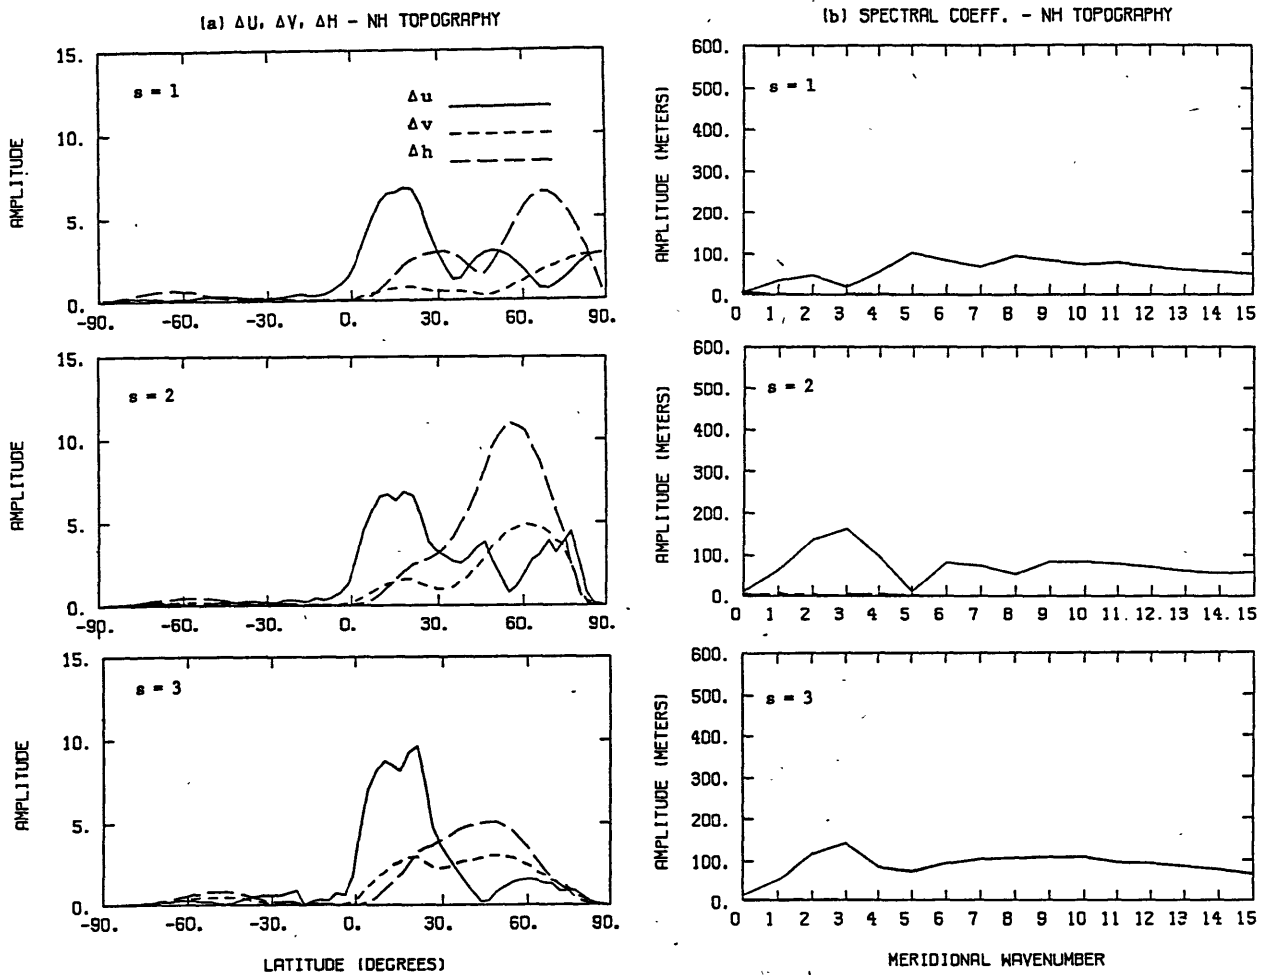 (a) ΔU, ΔV, ΔH - NH TOPOGRAPHY
(b) SPECTRAL COEFF. - NH TOPOGRAPHY
15.
10.
5.
0.
AMPLITUDE
s = 1
Δu
Δv
Δh
-90. -60. -30. 0. 30. 60. 90.
600.
500.
400.
300.
200.
100.
0.
AMPLITUDE (METERS)
s = 1
0 1 2 3 4 5 6 7 8 9 10 11 12 13 14 15
15.
10.
5.
0.
AMPLITUDE
s = 2
-90. -60. -30. 0. 30. 60. 90.
600.
500.
400.
300.
200.
100.
0.
AMPLITUDE (METERS)
s = 2
0 1 2 3 4 5 6 7 8 9 10 11 12 13 14 15
15.
10.
5.
0.
AMPLITUDE
s = 3
-90. -60. -30. 0. 30. 60. 90.
LATITUDE (DEGREES)
600.
500.
400.
300.
200.
100.
0.
AMPLITUDE (METERS)
s = 3
0 1 2 3 4 5 6 7 8 9 10 11 12 13 14 15
MERIDIONAL WAVENUMBER